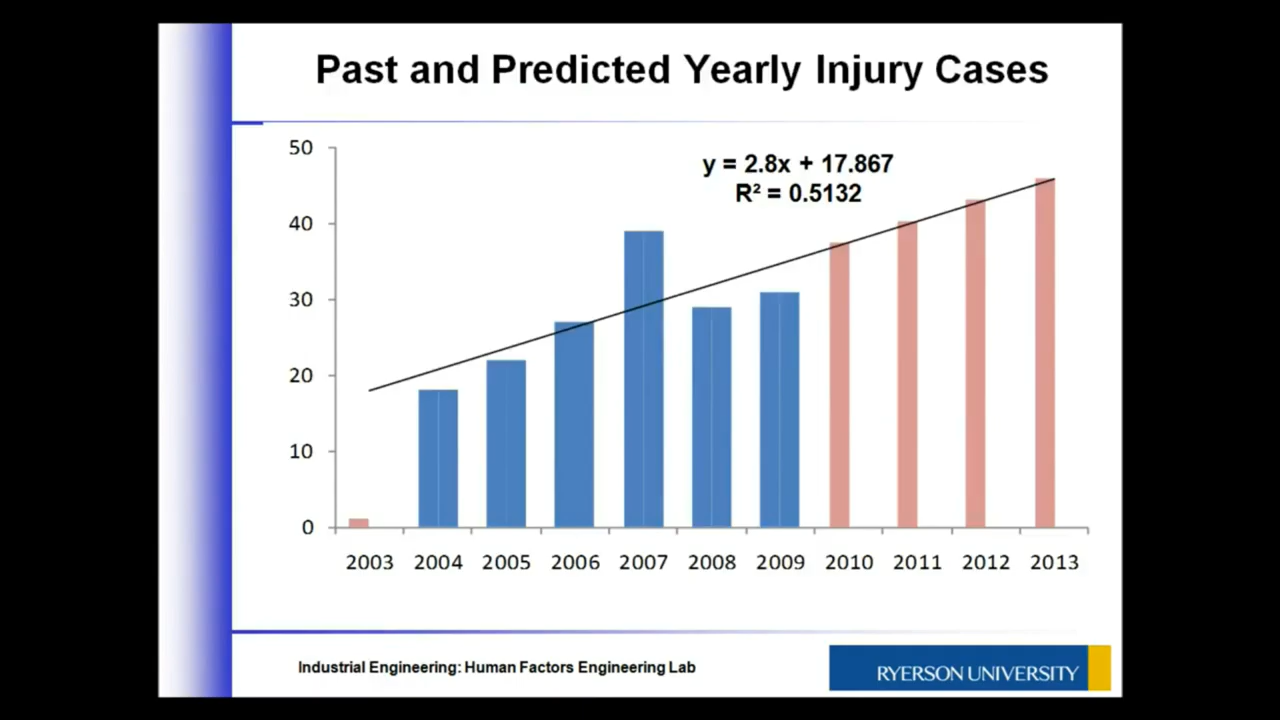 Past and Predicted Yearly Injury Cases
50
y = 2.8x + 17.867
R² = 0.5132
40
30
20
10
0
2003 2004 2005 2006 2007 2008 2009 2010 2011 2012 2013
Industrial Engineering: Human Factors Engineering Lab
RYERSON UNIVERSITY